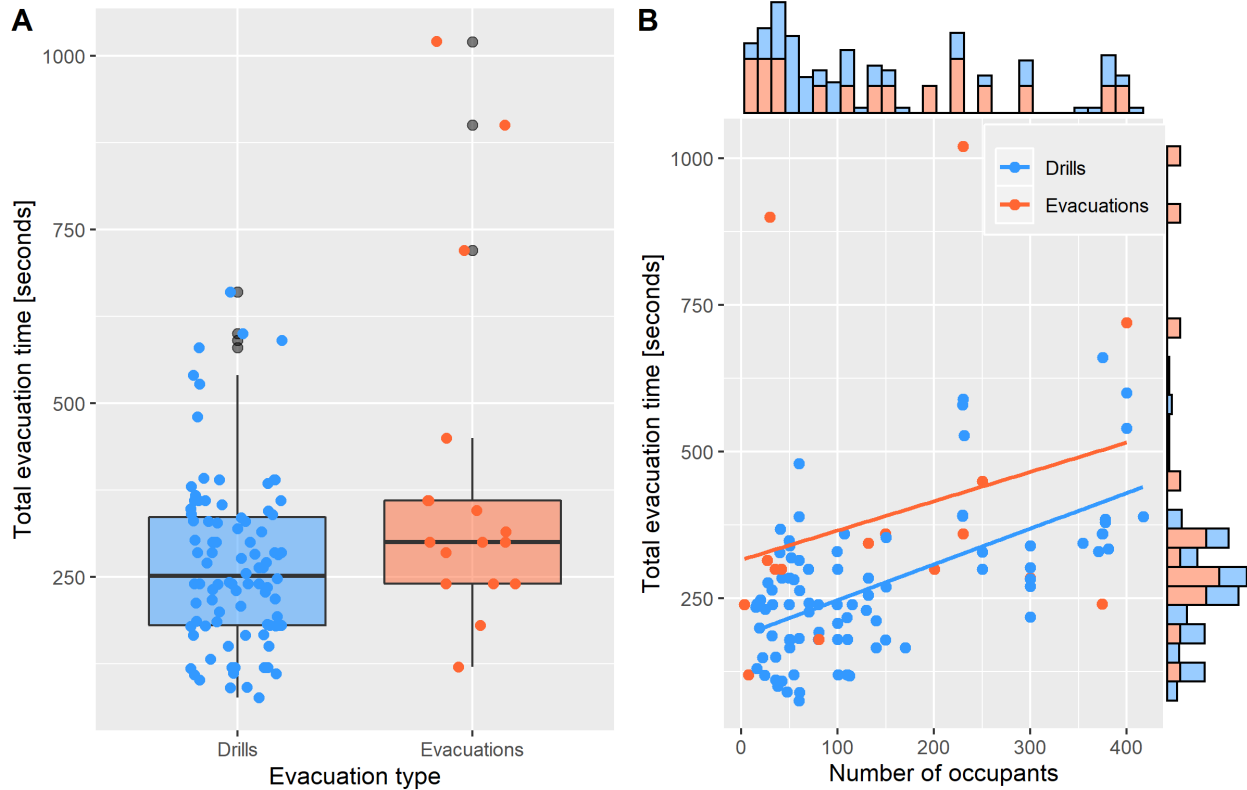 A
Total evacuation time [seconds]
1000
750
500
250
Drills
Evacuations
Evacuation type
B
Total evacuation time [seconds]
1000
750
500
250
Drills
Evacuations
0
100
200
300
400
Number of occupants